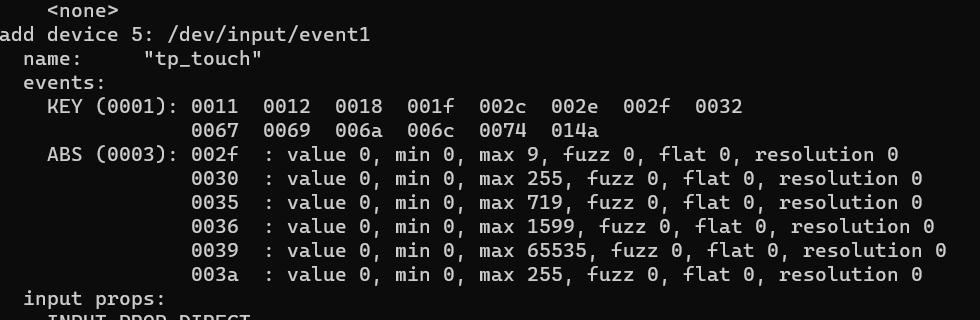 <none>
add device 5: /dev/input/event1
name:     "tp_touch"
events:
KEY (0001): 0011  0012  0018  001f  002c  002e  002f  0032
0067  0069  006a  006c  0074  014a
ABS (0003): 002f  : value 0, min 0, max 9, fuzz 0, flat 0, resolution 0
0030  : value 0, min 0, max 255, fuzz 0, flat 0, resolution 0
0035  : value 0, min 0, max 719, fuzz 0, flat 0, resolution 0
0036  : value 0, min 0, max 1599, fuzz 0, flat 0, resolution 0
0039  : value 0, min 0, max 65535, fuzz 0, flat 0, resolution 0
003a  : value 0, min 0, max 255, fuzz 0, flat 0, resolution 0
input props:
INPUT_PROP_DIRECT